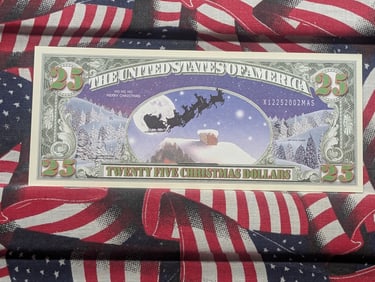 25 25
THE UNITED STATES OF AMERICA
HO HO HO
MERRY CHRISTMAS
X12252002MAS
25 25
TWENTY FIVE CHRISTMAS DOLLARS